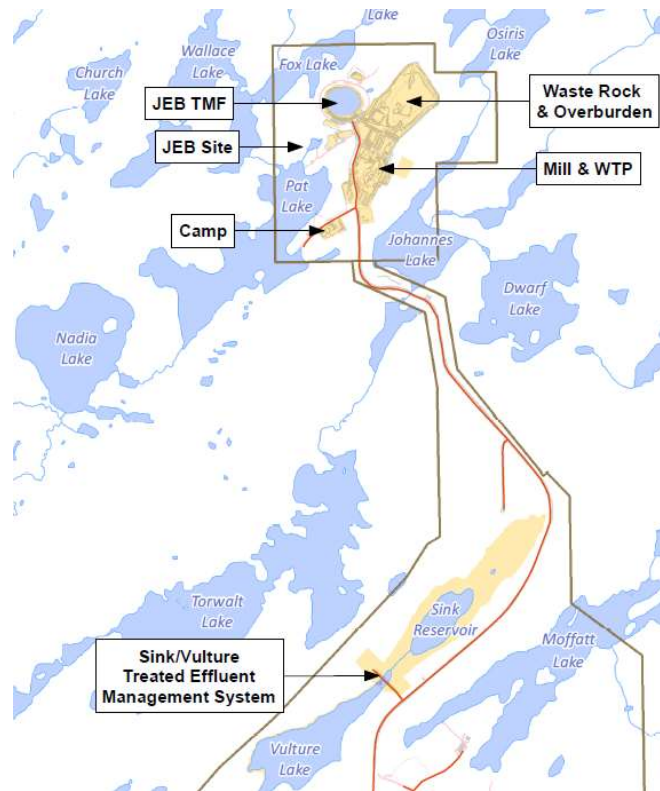 Lake
Osiris
Lake
Wallace
Lake
Church
Lake
Fox Lake
JEB TMF
Waste Rock
& Overburden
JEB Site
Mill & WTP
Pat
Lake
Camp
Johannes
Lake
Dwarf
Lake
Nadia
Lake
Torwalt
Lake
Sink
Reservoir
Moffatt
Lake
Sink/Vulture
Treated Effluent
Management System
Vulture
Lake